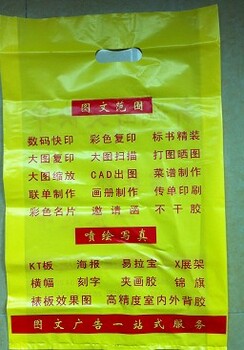 图文范围
数码快印 彩色复印 标书精装
大图复印 大图扫描 打图晒图
大图缩放 CAD出图 菜谱制作
联单制作 画册制作 传单印刷
彩色名片 邀请函 不干胶
喷绘写真
KT板 海报 易拉宝 X展架
横幅 刻字 夹画胶 锦旗
裱板效果图 高精度室内外背胶
图文广告一站式服务